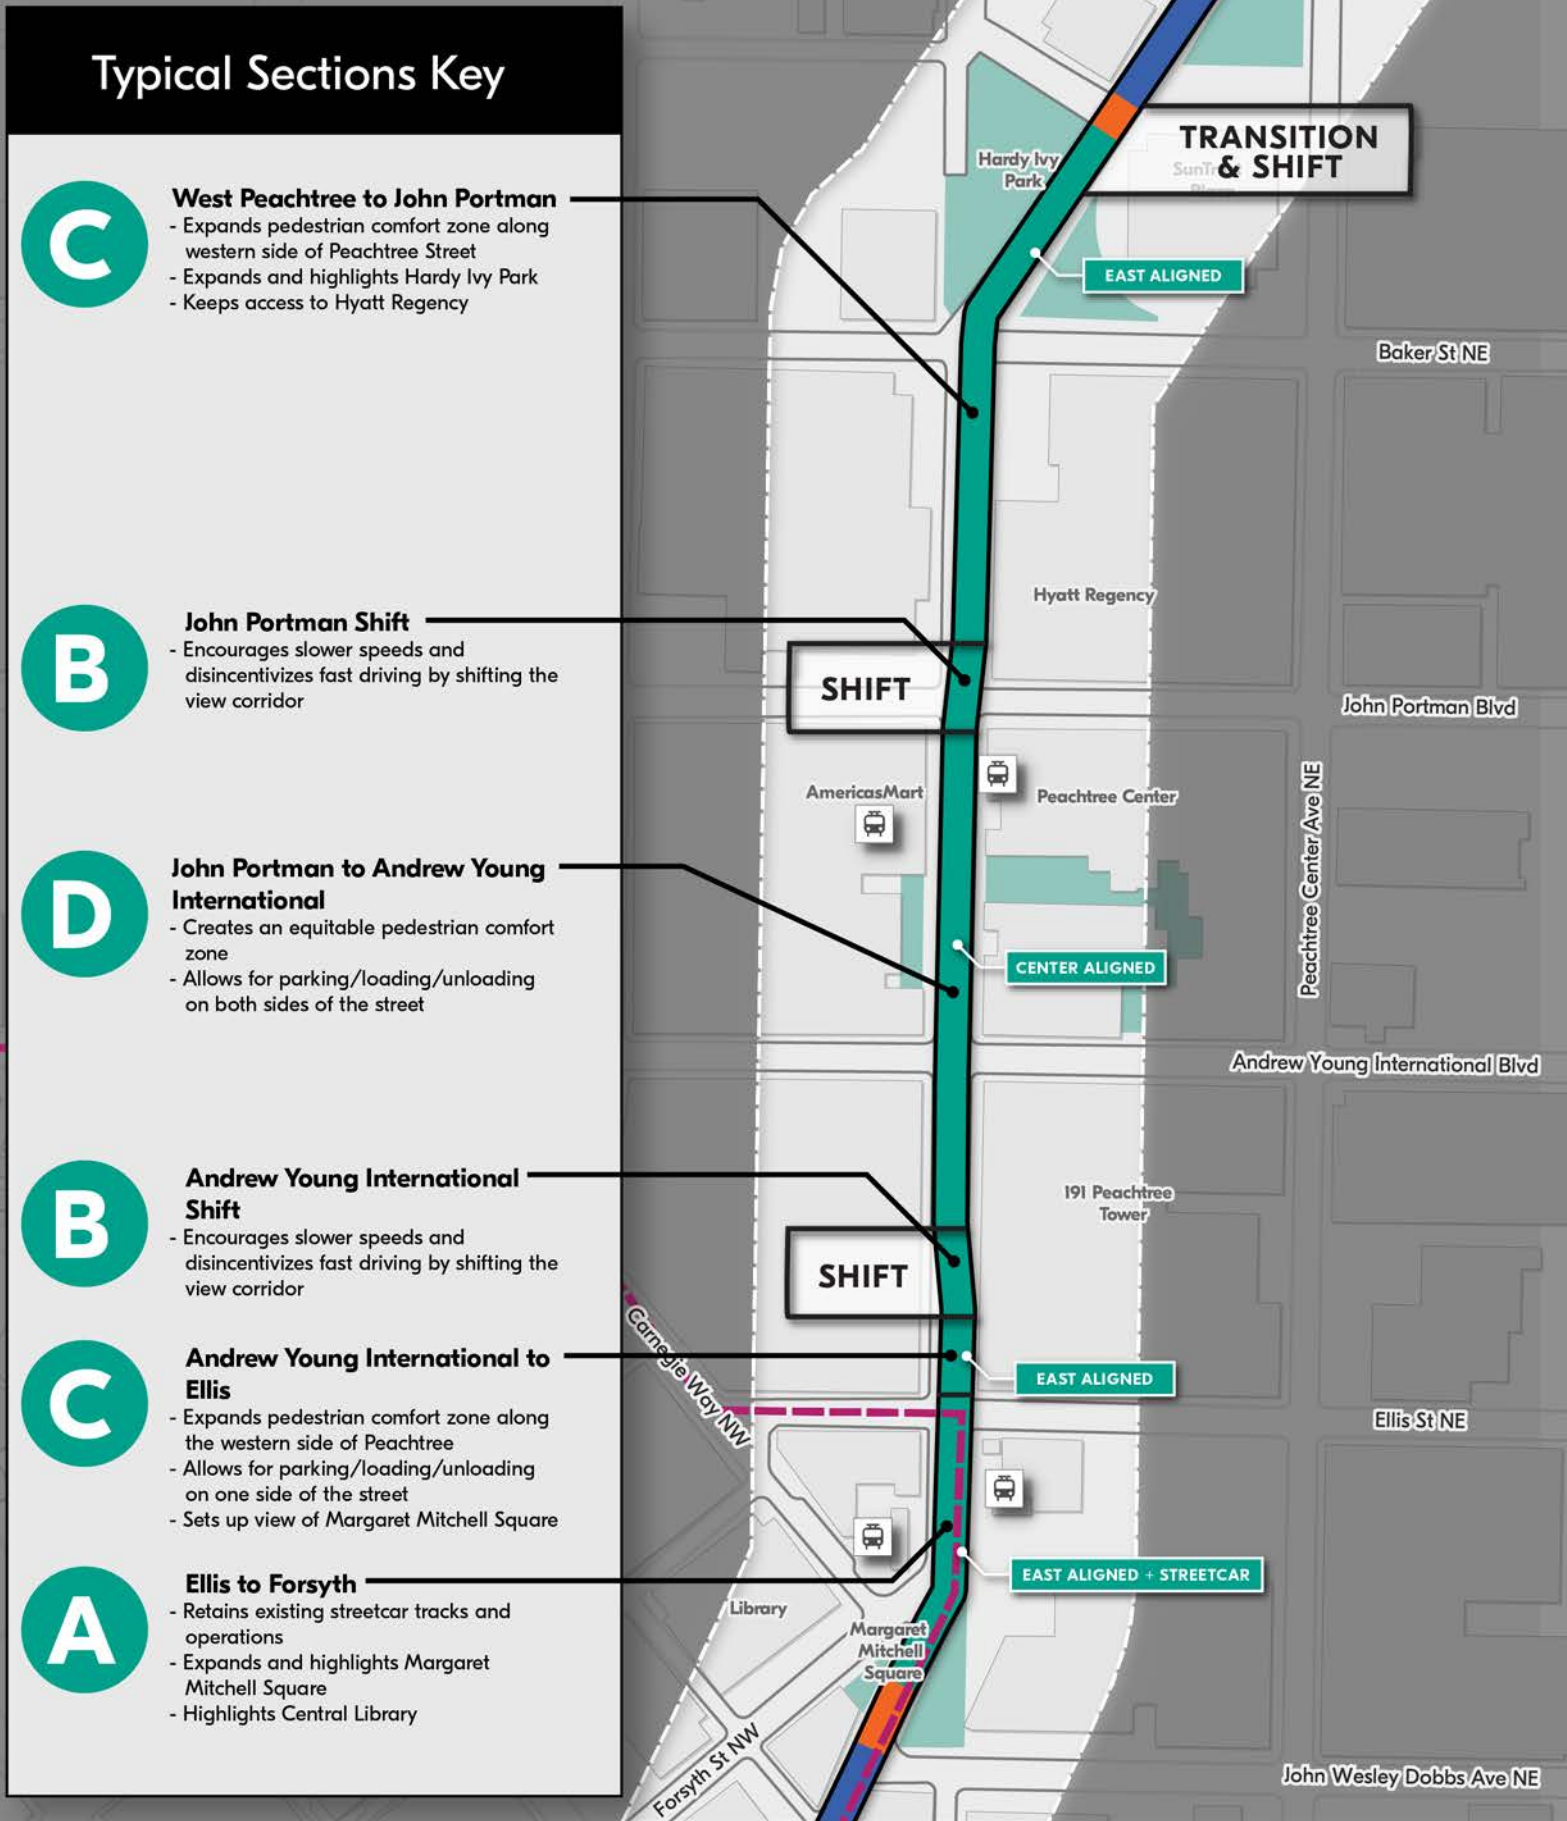 Typical Sections Key
C
West Peachtree to John Portman
- Expands pedestrian comfort zone along
western side of Peachtree Street
- Expands and highlights Hardy Ivy Park
- Keeps access to Hyatt Regency
B
John Portman Shift
- Encourages slower speeds and
disincentivizes fast driving by shifting the
view corridor
D
John Portman to Andrew Young
International
- Creates an equitable pedestrian comfort
zone
- Allows for parking/loading/unloading
on both sides of the street
B
Andrew Young International
Shift
- Encourages slower speeds and
disincentivizes fast driving by shifting the
view corridor
C
Andrew Young International to
Ellis
- Expands pedestrian comfort zone along
the western side of Peachtree
- Allows for parking/loading/unloading
on one side of the street
- Sets up view of Margaret Mitchell Square
A
Ellis to Forsyth
- Retains existing streetcar tracks and
operations
- Expands and highlights Margaret
Mitchell Square
- Highlights Central Library
TRANSITION
& SHIFT
Hardy Ivy
Park
EAST ALIGNED
Baker St NE
Hyatt Regency
SHIFT
John Portman Blvd
AmericasMart
Peachtree Center
Peachtree Center Ave NE
CENTER ALIGNED
Andrew Young International Blvd
191 Peachtree
Tower
SHIFT
Carnegie Way NW
EAST ALIGNED
Ellis St NE
EAST ALIGNED + STREETCAR
Library
Margaret
Mitchell
Square
Forsyth St NW
John Wesley Dobbs Ave NE